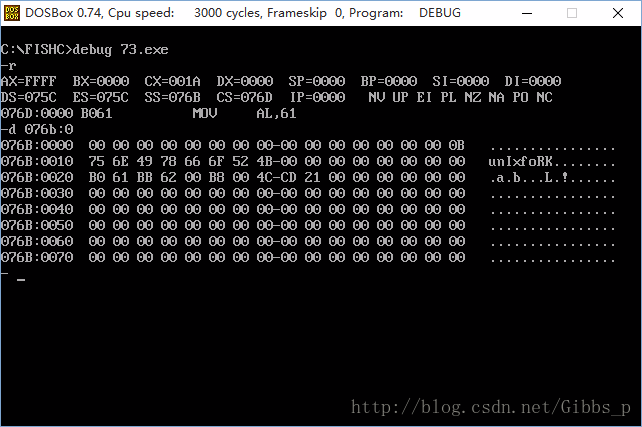 DOSBox 0.74, Cpu speed:    3000 cycles, Frameskip  0, Program:    DEBUG
C:\FISHC>debug 73.exe
-r
AX=FFFF  BX=0000  CX=001A  DX=0000  SP=0000  BP=0000  SI=0000  DI=0000
DS=075C  ES=075C  SS=076B  CS=076D  IP=0000   NV UP EI PL NZ NA PO NC
076D:0000 B061          MOV     AL,61
-d 076b:0
076B:0000  00 00 00 00 00 00 00 00-00 00 00 00 00 00 00 0B   ................
076B:0010  75 6E 49 78 66 6F 52 4B-00 00 00 00 00 00 00 00   unIxfoRK........
076B:0020  B0 61 BB 62 00 B8 00 4C-CD 21 00 00 00 00 00 00   .a.b...L.!......
076B:0030  00 00 00 00 00 00 00 00-00 00 00 00 00 00 00 00   ................
076B:0040  00 00 00 00 00 00 00 00-00 00 00 00 00 00 00 00   ................
076B:0050  00 00 00 00 00 00 00 00-00 00 00 00 00 00 00 00   ................
076B:0060  00 00 00 00 00 00 00 00-00 00 00 00 00 00 00 00   ................
076B:0070  00 00 00 00 00 00 00 00-00 00 00 00 00 00 00 00   ................
-
http://blog.csdn.net/Gibbs_p